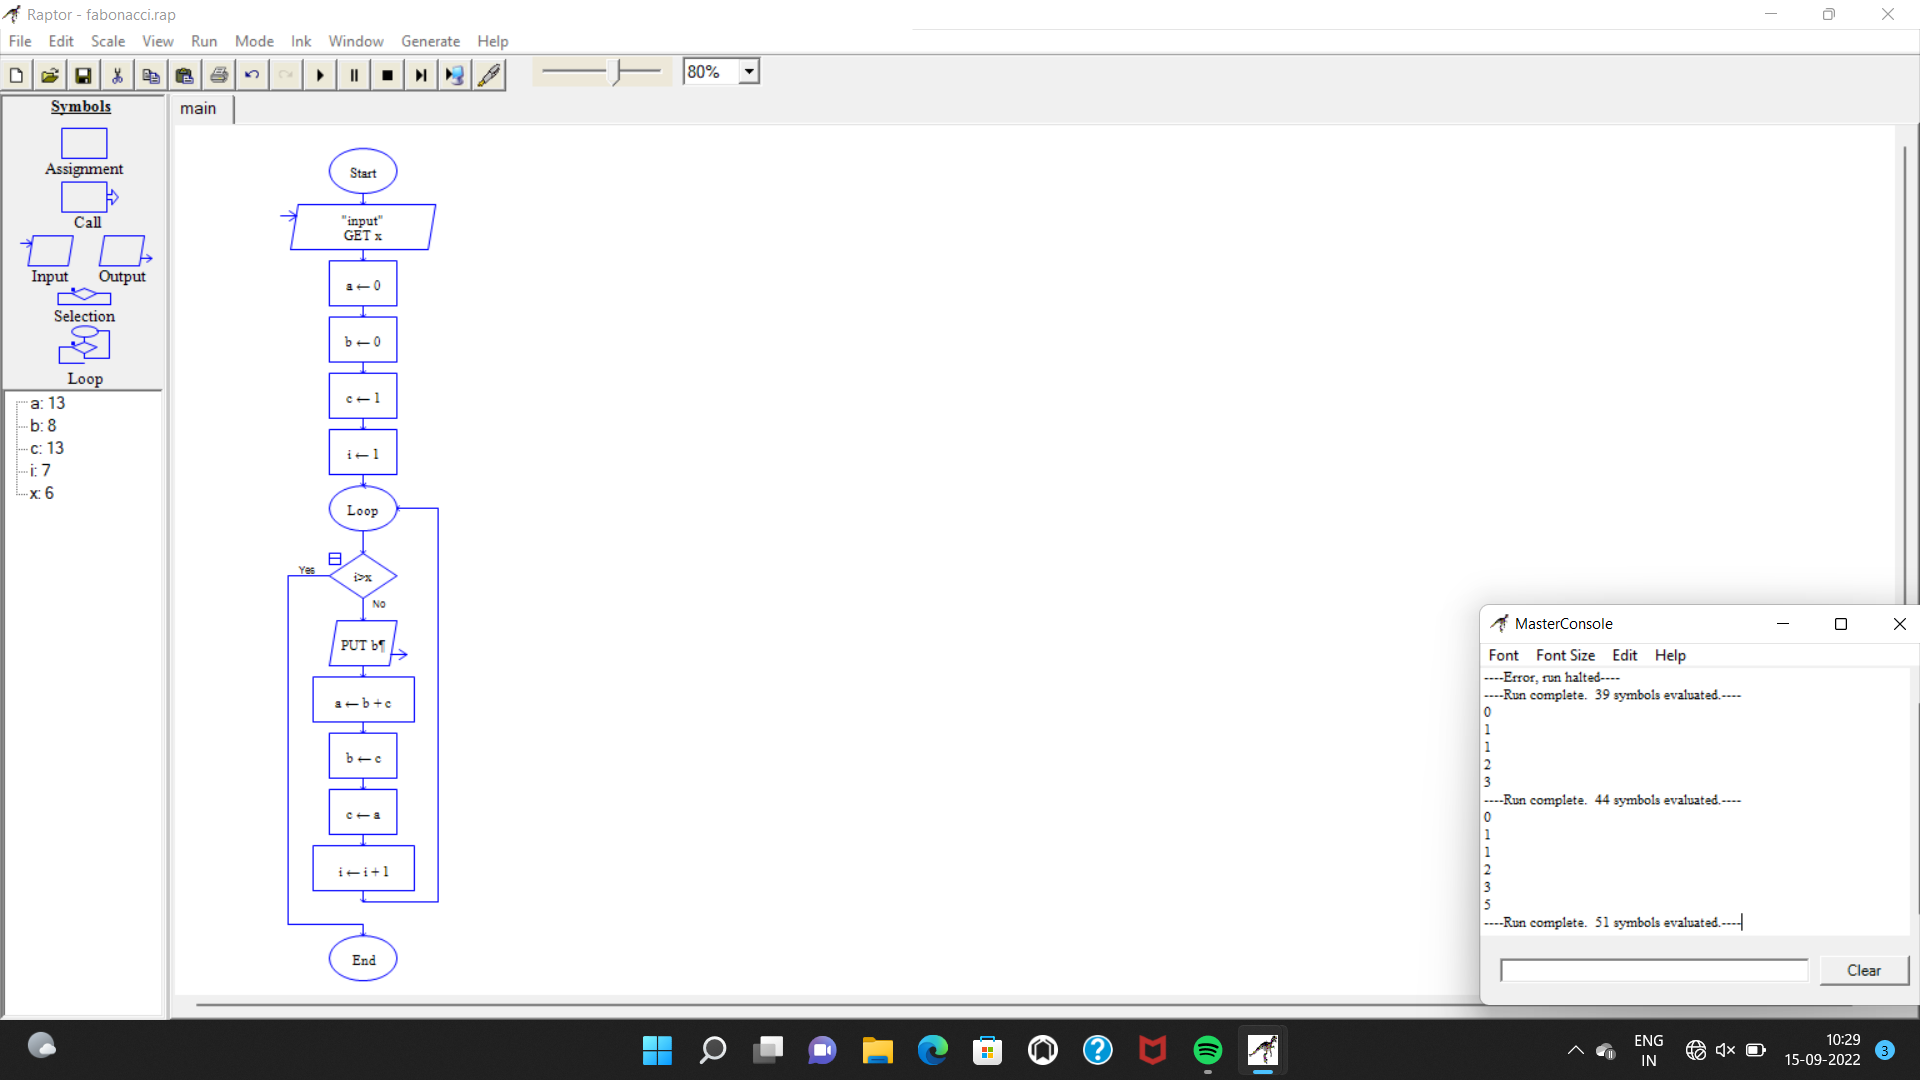 Raptor - fabonacci.rap
File Edit Scale View Run Mode Ink Window Generate Help
80%
Symbols
main
Assignment
Call
Input Output
Selection
Loop
a: 13
b: 8
c: 13
i: 7
x: 6
Start
"input"
GET x
a ← 0
b ← 0
c ← 1
i ← 1
Loop
Yes
i>x
No
PUT b¶
a ← b + c
b ← c
c ← a
i ← i + 1
End
MasterConsole
Font Font Size Edit Help
----Error, run halted----
----Run complete. 39 symbols evaluated.----
0
1
1
2
3
----Run complete. 44 symbols evaluated.----
0
1
1
2
3
5
----Run complete. 51 symbols evaluated.----
Clear
ENG
IN
10:29
15-09-2022
3